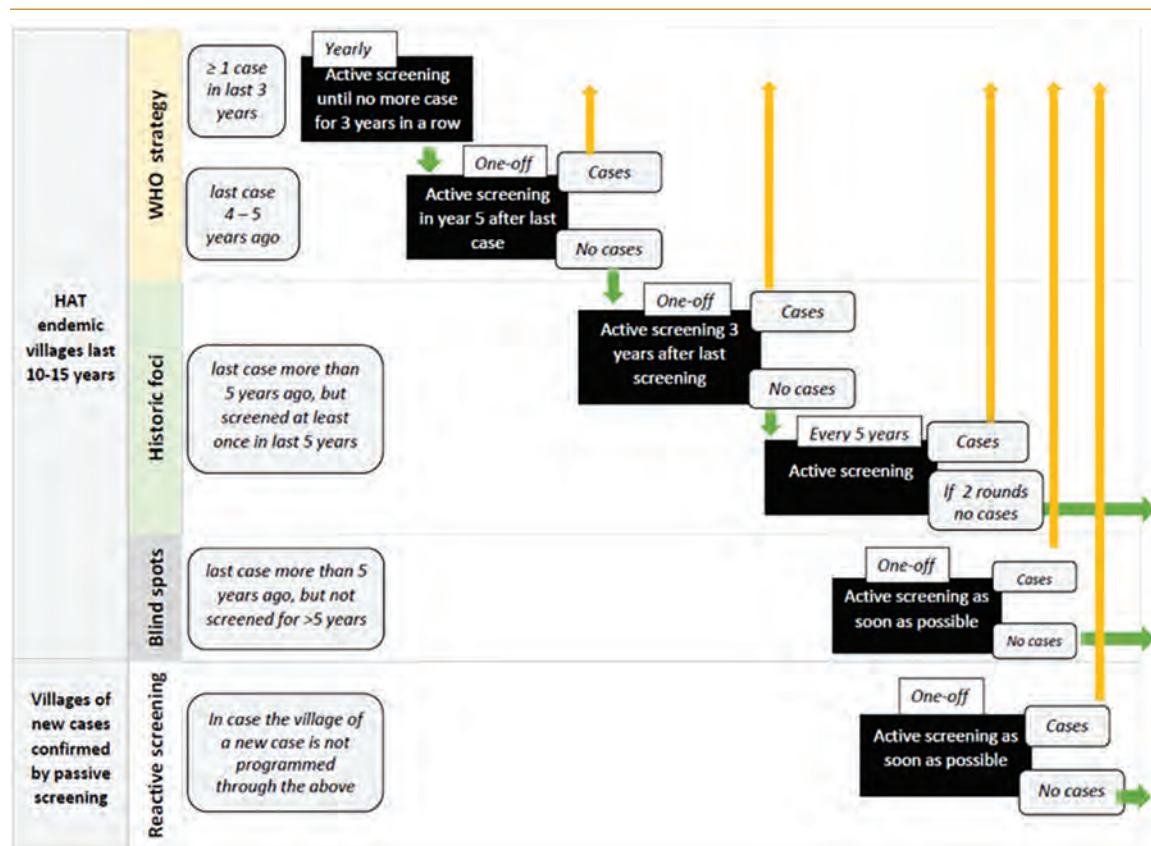 HAT
endemic
villages last
10-15 years
WHO strategy
≥ 1 case
in last 3
years
Yearly
Active screening
until no more case
for 3 years in a row
last case
4 – 5
years ago
One-off
Active screening
in year 5 after last
case
Cases
No cases
Historic foci
last case more than
5 years ago, but
screened at least
once in last 5 years
One-off
Active screening 3
years after last
screening
Cases
No cases
Every 5 years
Active screening
Cases
If 2 rounds
no cases
Blind spots
last case more than 5
years ago, but not
screened for >5 years
One-off
Active screening as
soon as possible
Cases
No cases
Villages of
new cases
confirmed
by passive
screening
Reactive screening
In case the village of
a new case is not
programmed
through the above
One-off
Active screening as
soon as possible
Cases
No cases